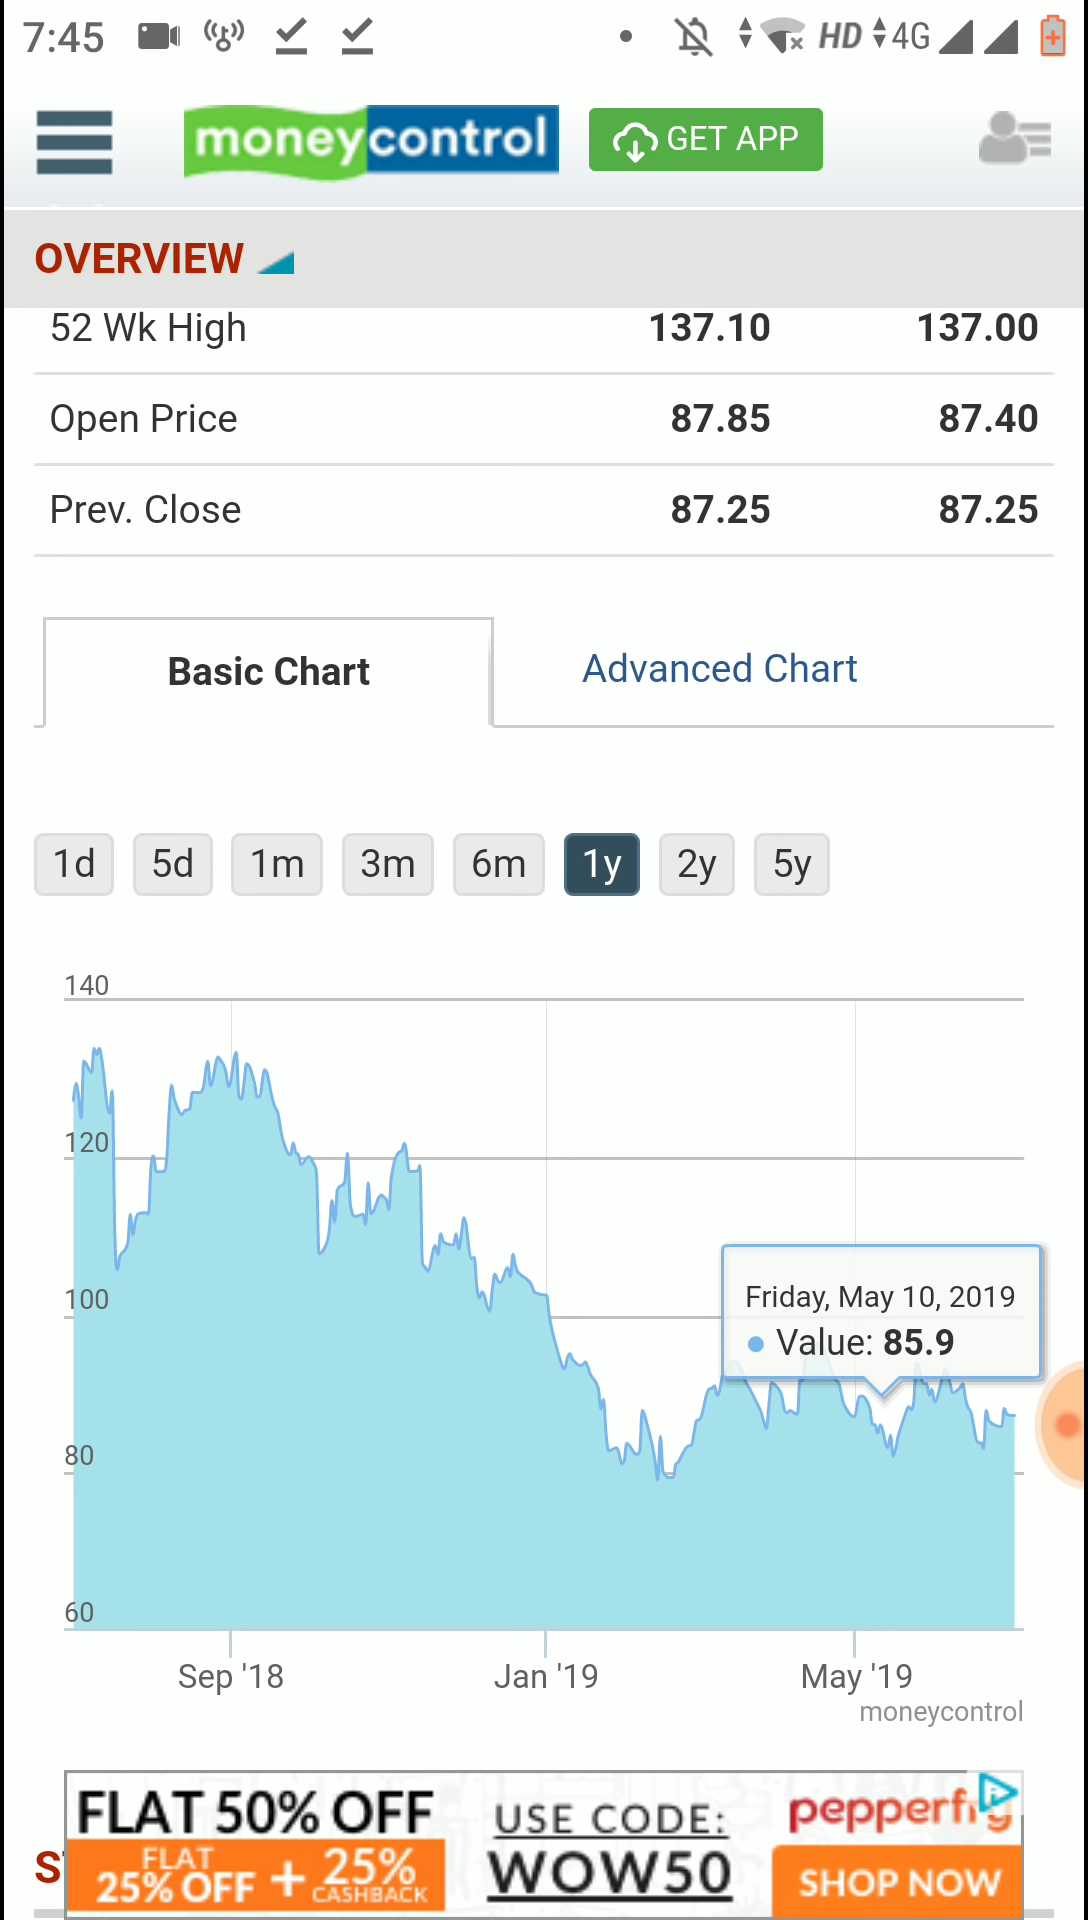 7:45 HD 4G
moneycontrol GET APP
OVERVIEW
52 Wk High 137.10 137.00
Open Price 87.85 87.40
Prev. Close 87.25 87.25
Basic Chart Advanced Chart
1d 5d 1m 3m 6m 1y 2y 5y
140
120
100
Friday, May 10, 2019
Value: 85.9
80
60
Sep '18 Jan '19 May '19
moneycontrol
FLAT 50% OFF
FLAT
25% OFF + 25%
CASHBACK
USE CODE:
WOW50
pepperfry
SHOP NOW